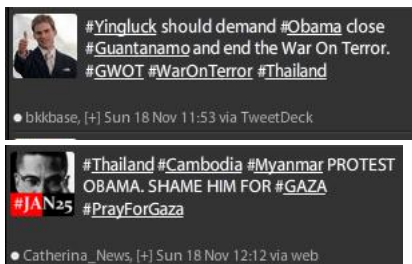 #Yingluck should demand #Obama close
#Guantanamo and end the War On Terror.
#GWOT #WarOnTerror #Thailand
bkkbase, [+] Sun 18 Nov 11:53 via TweetDeck
#Thailand #Cambodia #Myanmar PROTEST
OBAMA. SHAME HIM FOR #GAZA
#PrayForGaza
#JAN25
Catherina_News, [+] Sun 18 Nov 12:12 via web